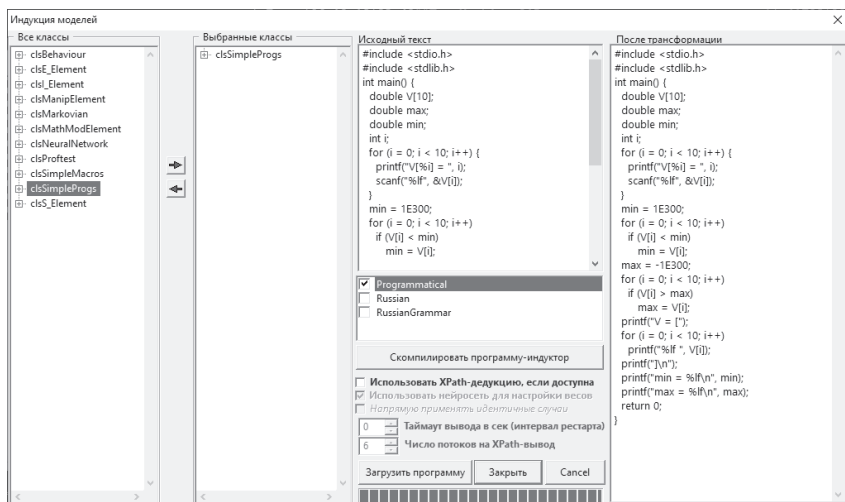 Индукция моделей
Все классы
clsBehaviour
clsE_Element
clsI_Element
clsManipElement
clsMarkovian
clsMathModElement
clsNeuralNetwork
clsProftest
clsSimpleMacros
clsSimpleProgs
clsS_Element
Выбранные классы
clsSimpleProgs
Исходный текст
#include <stdio.h>
#include <stdlib.h>
int main() {
double V[10];
double max;
double min;
int i;
for (i = 0; i < 10; i++) {
printf("V[%i] = ", i);
scanf("%lf", &V[i]);
}
min = 1E300;
for (i = 0; i < 10; i++)
if (V[i] < min)
min = V[i];
Programmatical
Russian
RussianGrammar
Скомпилировать программу-индуктор
Использовать XPath-дедукцию, если доступна
Использовать нейросеть для настройки весов
Напрямую применять идентичные случаи
0 Таймаут вывода в сек (интервал рестарта)
6 Число потоков на XPath-вывод
Загрузить программу Закрыть Cancel
После трансформации
#include <stdio.h>
#include <stdlib.h>
int main() {
double V[10];
double max;
double min;
int i;
for (i = 0; i < 10; i++) {
printf("V[%i] = ", i);
scanf("%lf", &V[i]);
}
min = 1E300;
for (i = 0; i < 10; i++)
if (V[i] < min)
min = V[i];
max = -1E300;
for (i = 0; i < 10; i++)
if (V[i] > max)
max = V[i];
printf("V = [");
for (i = 0; i < 10; i++)
printf("%lf ", V[i]);
printf("]\n");
printf("min = %lf\n", min);
printf("max = %lf\n", max);
return 0;
}